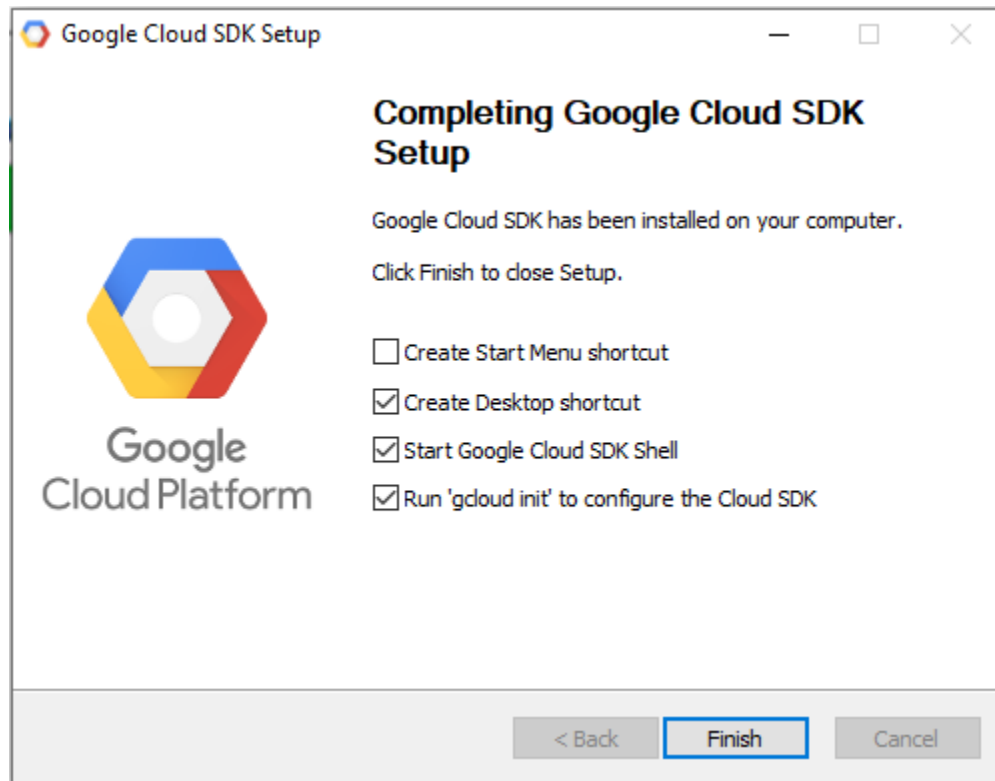 Google Cloud SDK Setup
Completing Google Cloud SDK
Setup
Google Cloud SDK has been installed on your computer.
Click Finish to close Setup.
Create Start Menu shortcut
Create Desktop shortcut
Start Google Cloud SDK Shell
Run 'gcloud init' to configure the Cloud SDK
Google
Cloud Platform
< Back
Finish
Cancel